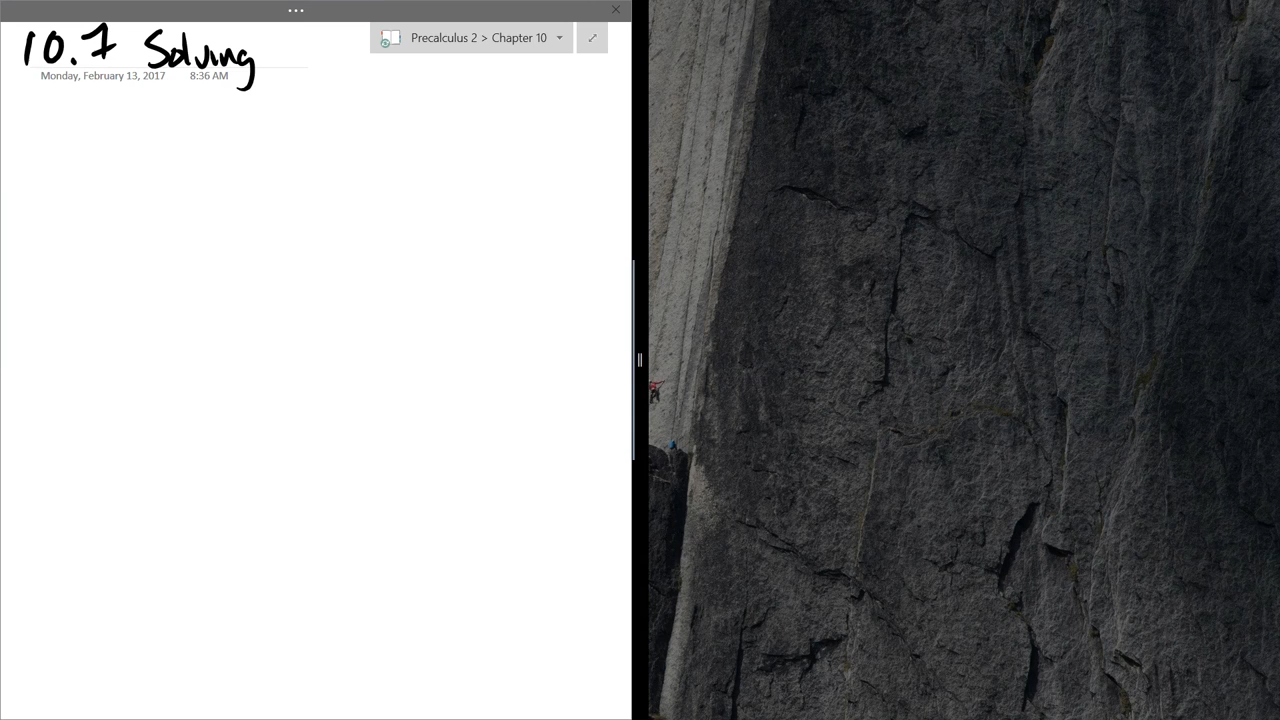 10.7 Solving
Precalculus 2 > Chapter 10
Monday, February 13, 2017 8:36 AM